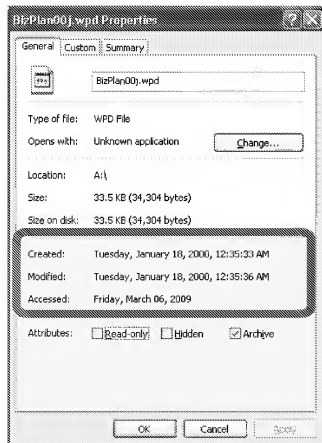 BizPlan00j.wpd Properties
General Custom Summary
BizPlan00j.wpd
Type of file: WPD File
Opens with: Unknown application Change...
Location: A:\
Size: 33.5 KB (34,304 bytes)
Size on disk: 33.5 KB (34,304 bytes)
Created: Tuesday, January 18, 2000, 12:35:33 AM
Modified: Tuesday, January 18, 2000, 12:35:36 AM
Accessed: Friday, March 06, 2009
Attributes: Read-only Hidden Archive
OK Cancel Apply